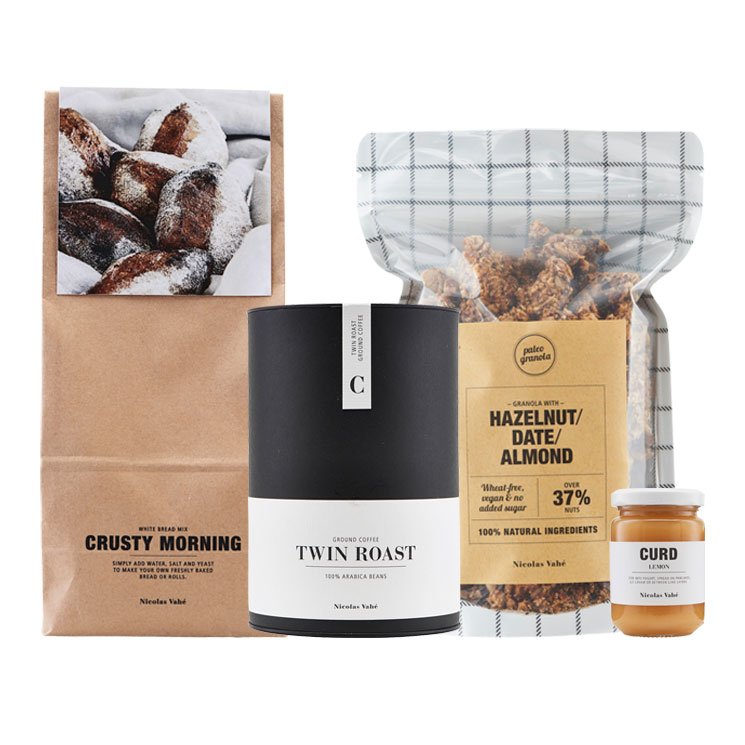 WHITE BREAD MIX
CRUSTY MORNING
SIMPLY ADD WATER, SALT AND YEAST
TO MAKE YOUR OWN FRESHLY BAKED
BREAD OR ROLLS.
Nicolas Vahé
TWIN ROAST
GROUND COFFEE
C
GROUND COFFEE
TWIN ROAST
100% ARABICA BEANS
Nicolas Vahé
paleo
granola
GRANOLA WITH
HAZELNUT/
DATE/
ALMOND
Wheat-free,
vegan & no
added sugar
OVER
37%
NUTS
100% NATURAL INGREDIENTS
Nicolas Vahé
CURD
LEMON
Nicolas Vahé